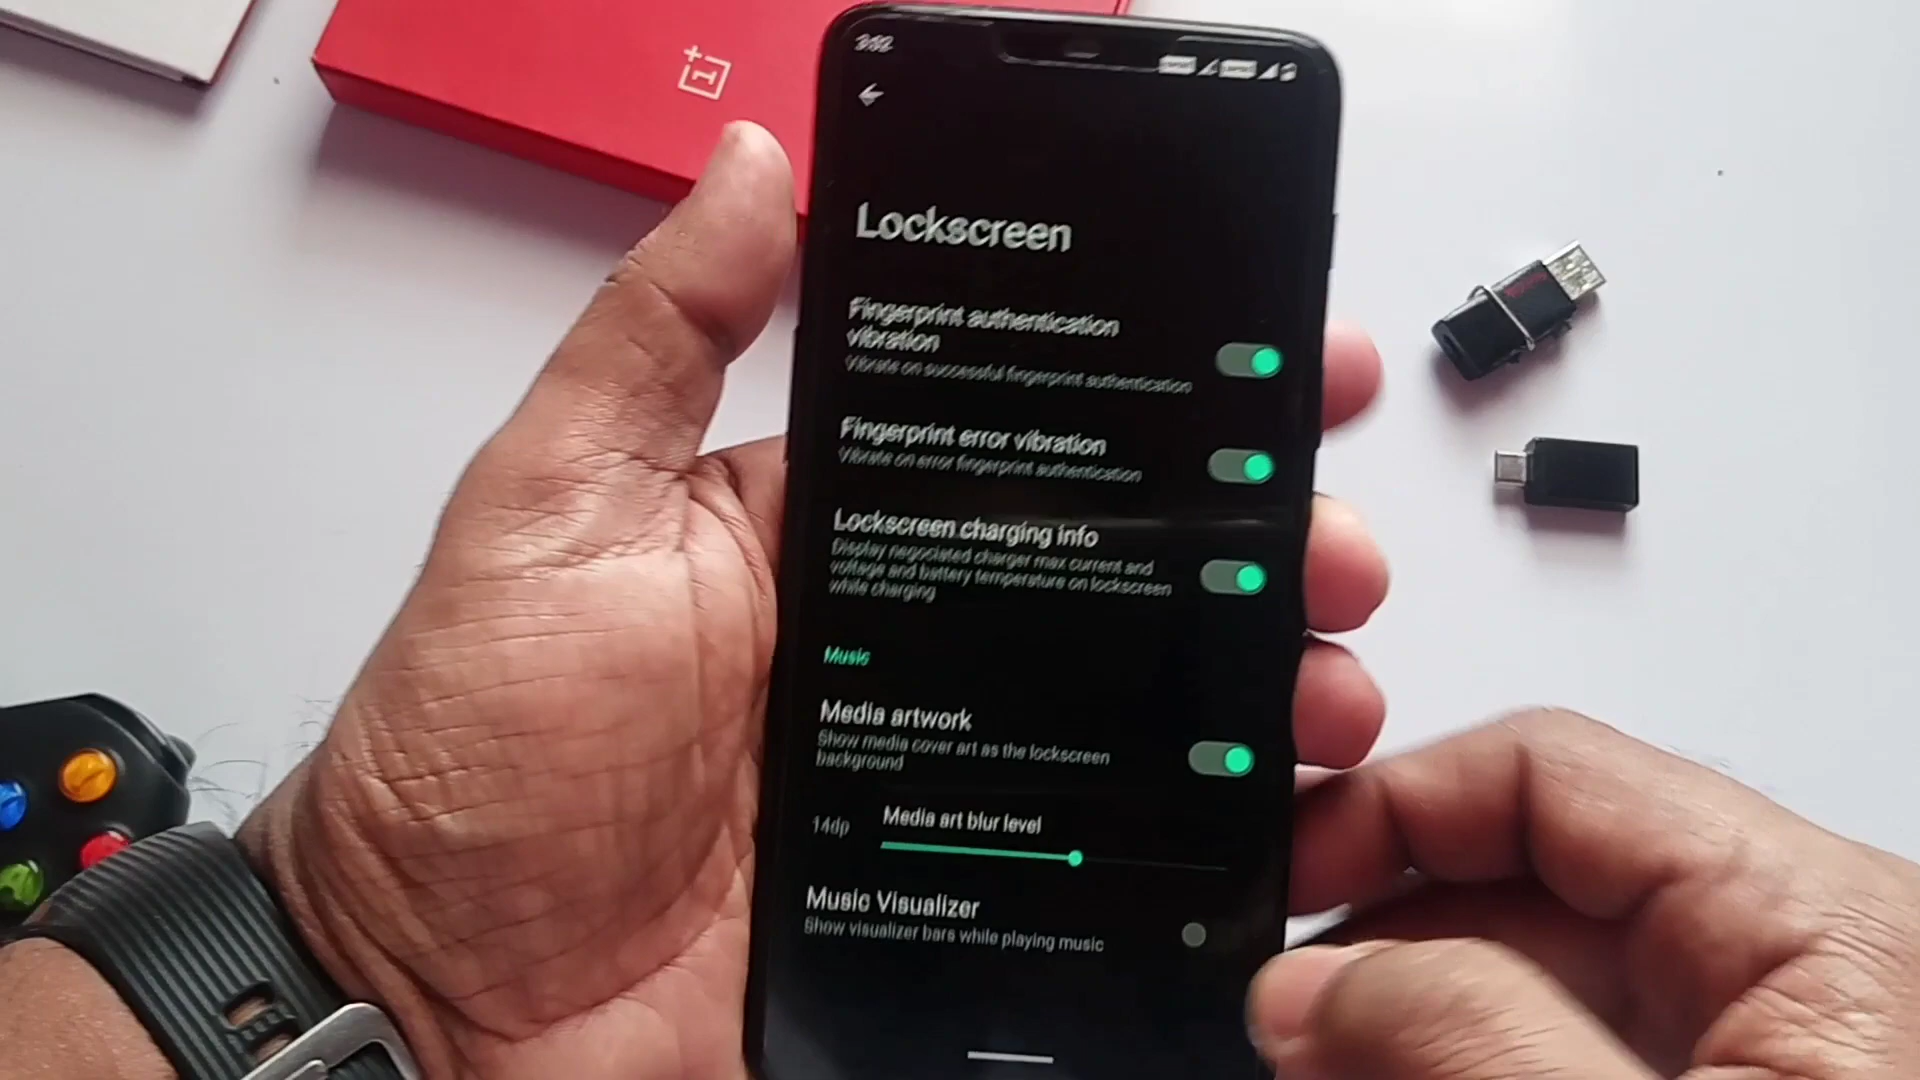 Lockscreen
Fingerprint authentication
vibration
Vibrate on successful fingerprint authentication
Fingerprint error vibration
Vibrate on error fingerprint authentication
Lockscreen charging info
Display negociated charger max current and
voltage and battery temperature on lockscreen
while charging
Music
Media artwork
Show media cover art as the lockscreen
background
Media art blur level
14dp
Music Visualizer
Show visualizer bars while playing music